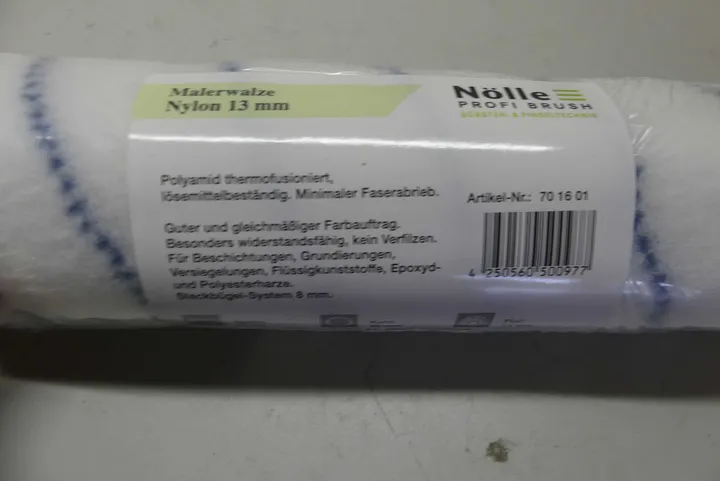 Malerwalze
Nylon 13 mm
Nölle
PROFI BRUSH
BÜRSTEN- & PINSELTECHNIK
Polyamid thermofusioniert,
lösemittelbeständig. Minimaler Faserabrieb.
Artikel-Nr.: 70 16 01
Guter und gleichmäßiger Farbauftrag.
Besonders widerstandsfähig, kein Verfilzen.
Für Beschichtungen, Grundierungen,
Versiegelungen, Flüssigkunststoffe, Epoxyd-
und Polyesterharze.
Steckbügel-System 8 mm.
4 250560 500977